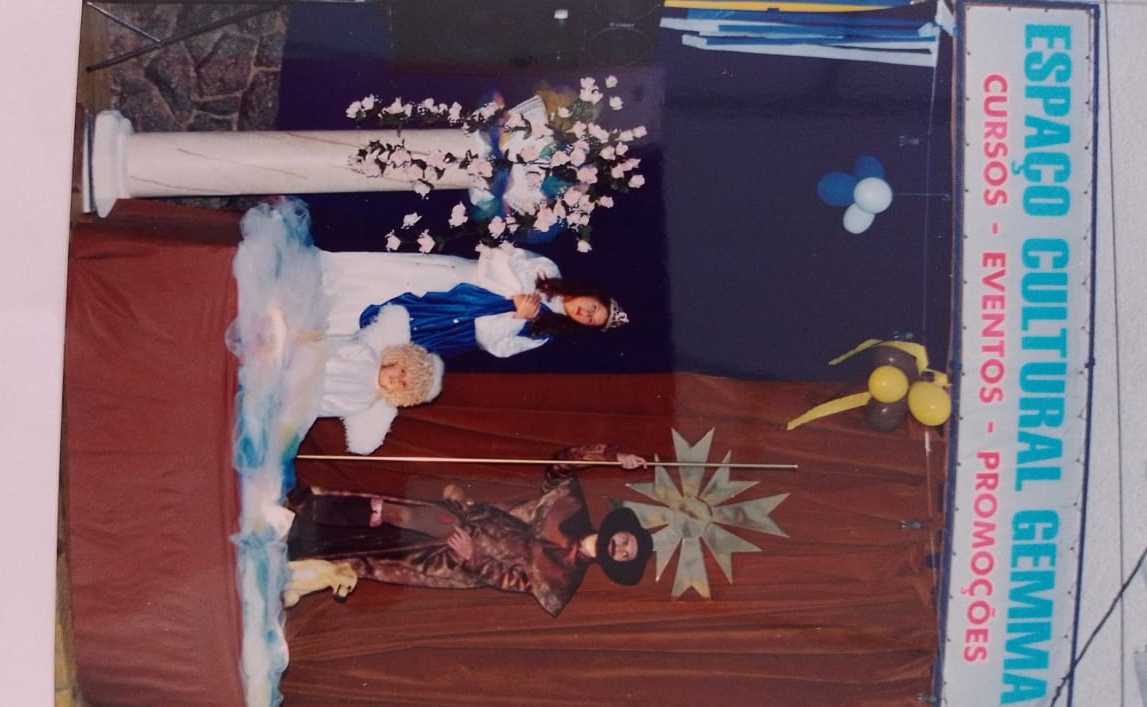 ESPAÇO CULTURAL GEMMA
CURSOS - EVENTOS - PROMOÇÕES